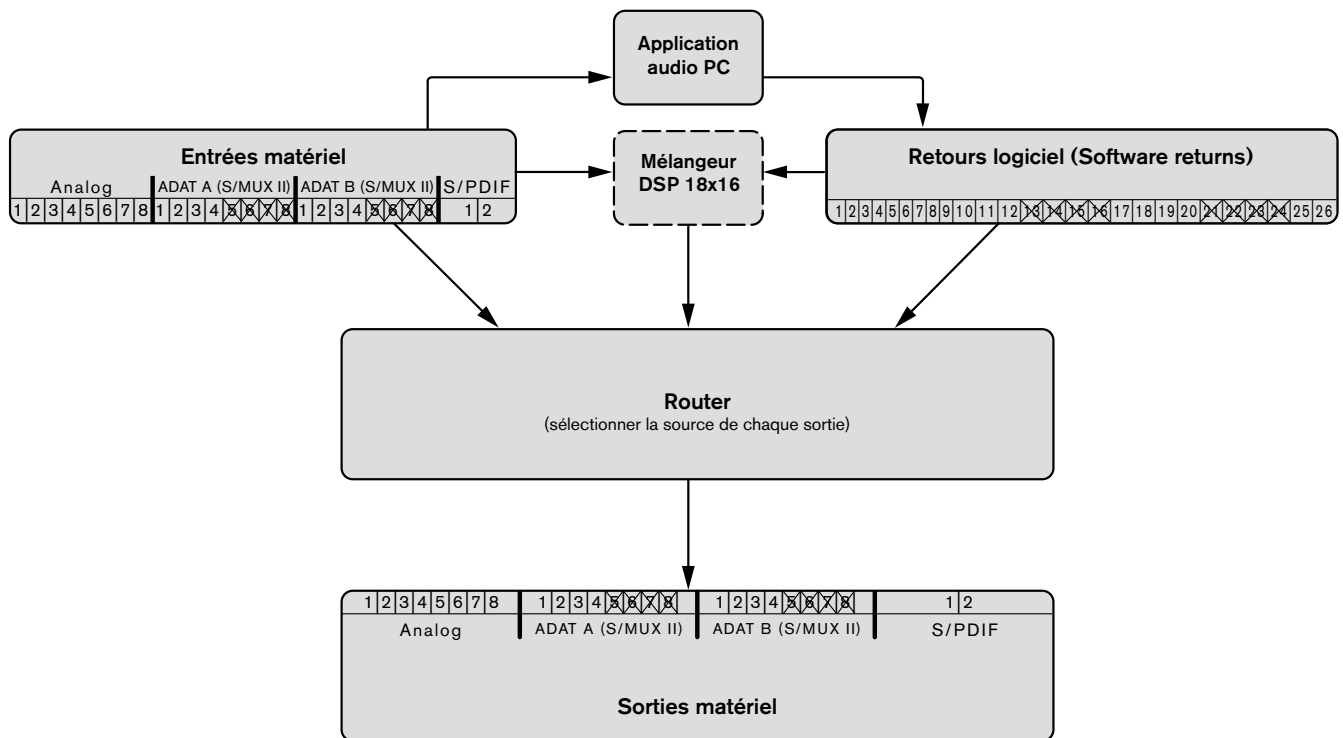 Application
audio PC
Entrées matériel
Analog ADAT A (S/MUX II) ADAT B (S/MUX II) S/PDIF
1 2 3 4 5 6 7 8 1 2 3 4 5 6 7 8 1 2 3 4 5 6 7 8 1 2
Mélangeur
DSP 18x16
Retours logiciel (Software returns)
1 2 3 4 5 6 7 8 9 10 11 12 13 14 15 16 17 18 19 20 21 22 23 24 25 26
Router
(sélectionner la source de chaque sortie)
1 2 3 4 5 6 7 8 1 2 3 4 5 6 7 8 1 2 3 4 5 6 7 8 1 2
Analog ADAT A (S/MUX II) ADAT B (S/MUX II) S/PDIF
Sorties matériel